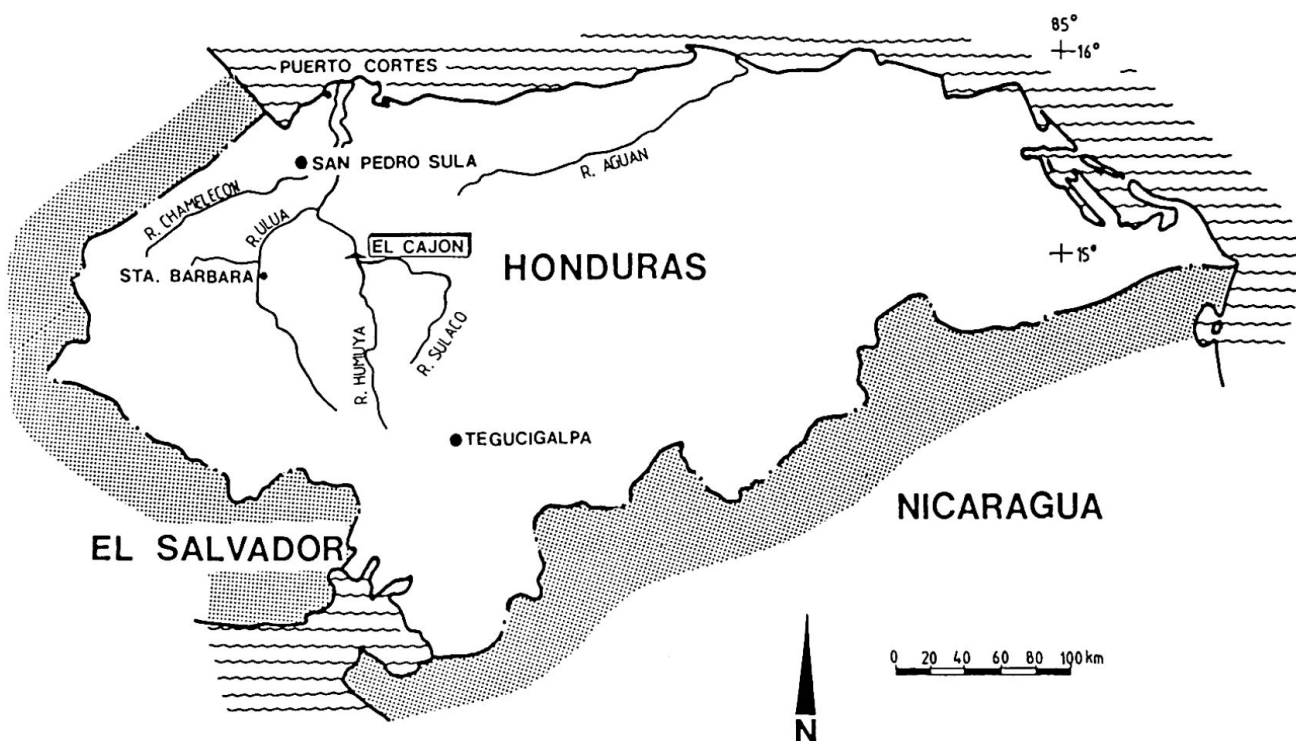 85°
16°
PUERTO CORTES
SAN PEDRO SULA
R. AGUAN
R. CHAMELECON
R. ULUA
EL CAJON
15°
STA. BARBARA
HONDURAS
R. HUMUYA
R. SULACO
TEGUCIGALPA
NICARAGUA
EL SALVADOR
0 20 40 60 80 100 km
N